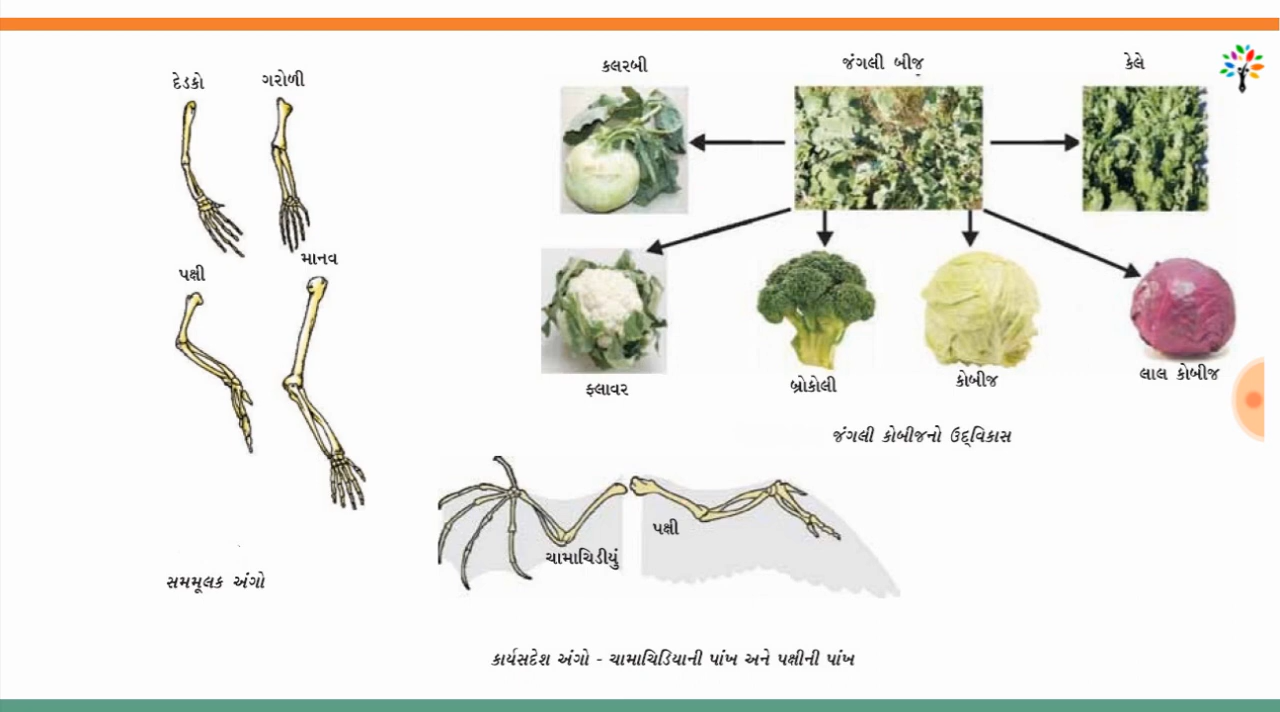 દેડકો
ગરોળી
પક્ષી
માનવ
સમમૂલક અંગો
કલરબી
જંગલી બીજ
કેલે
ફ્લાવર
બ્રોકોલી
કોબીજ
લાલ કોબીજ
જંગલી કોબીજનો ઉદ્‌વિકાસ
ચામાચિડીયું
પક્ષી
કાર્યસદેશ અંગો - ચામાચિડિયાની પાંખ અને પક્ષીની પાંખ